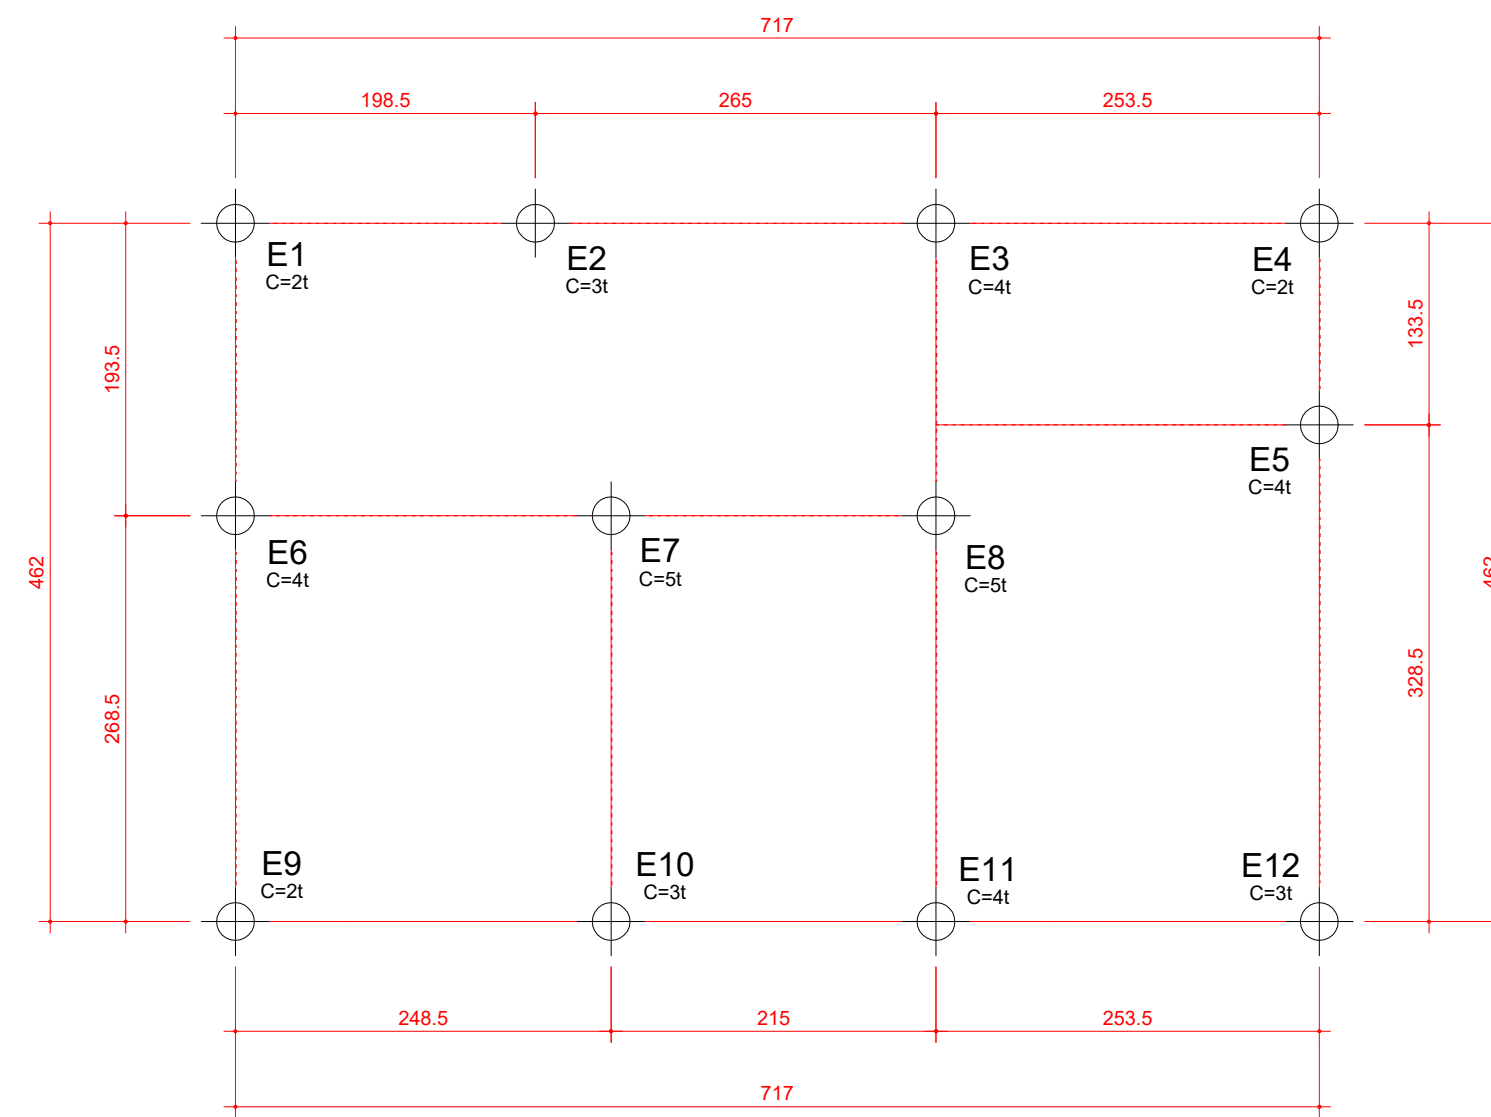 717
198.5 265 253.5
E1 E2 E3 E4
C=2t C=3t C=4t C=2t
193.5 133.5
E5
C=4t
462 462
E6 E7 E8
C=4t C=5t C=5t
268.5 328.5
E9 E10 E11 E12
C=2t C=3t C=4t C=3t
248.5 215 253.5
717